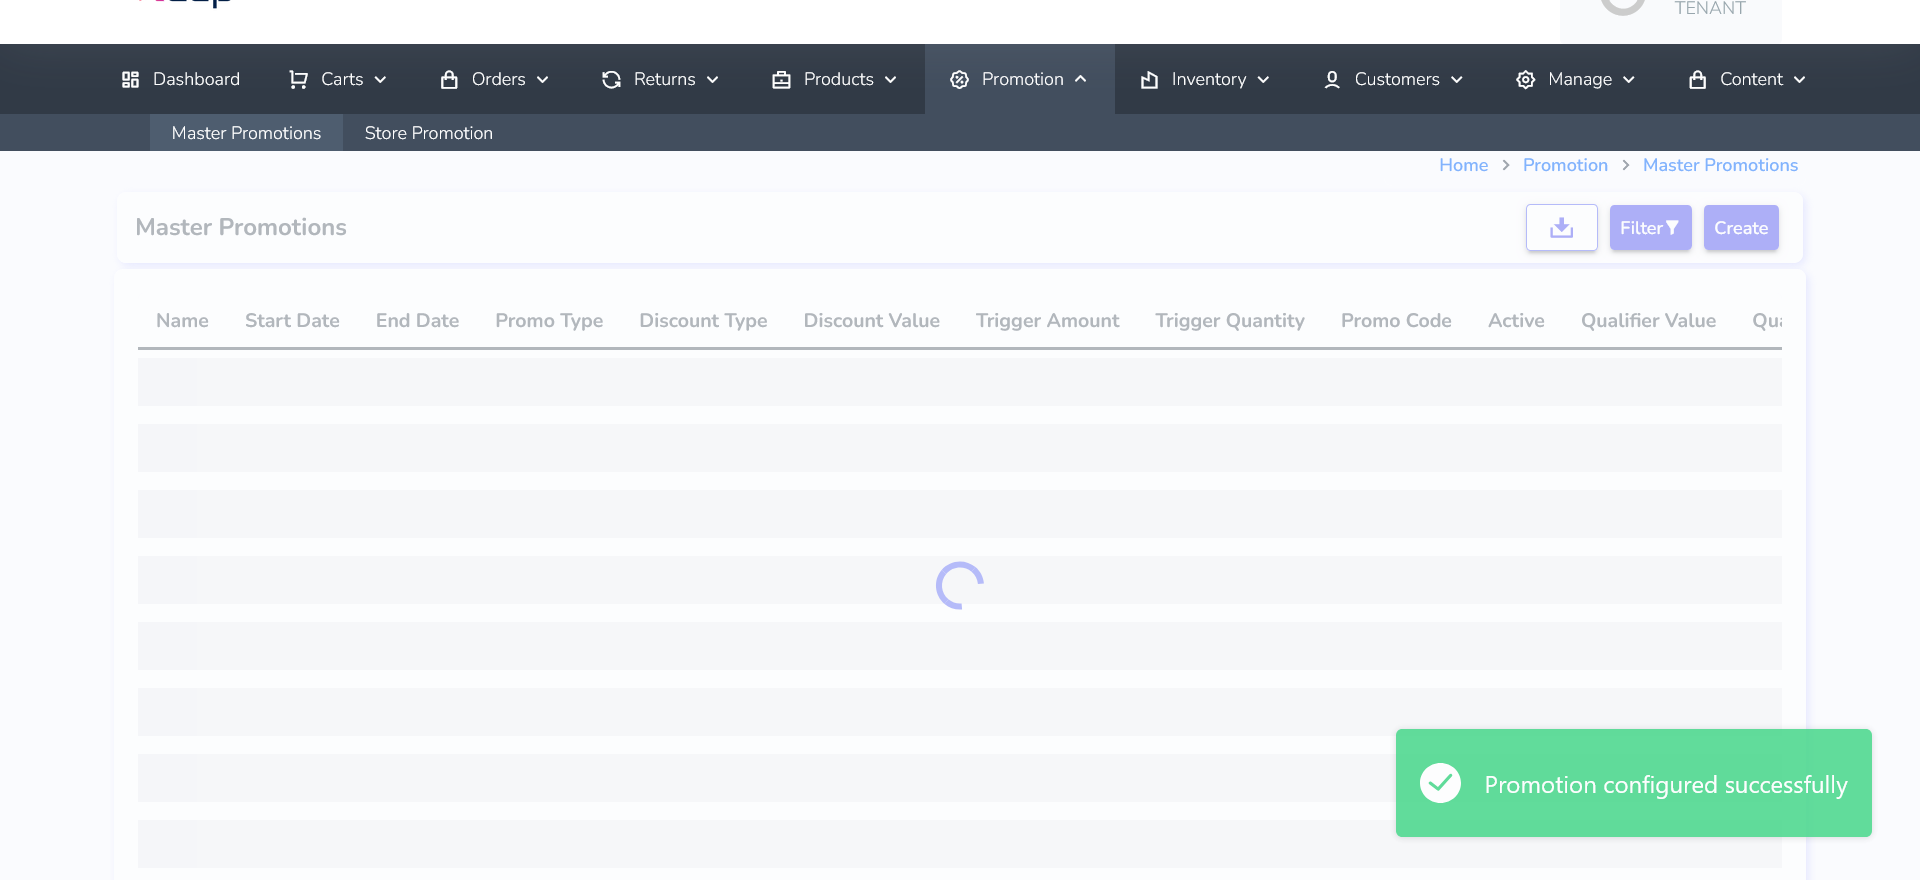 TENANT
Dashboard Carts Orders Returns Products Promotion Inventory Customers Manage Content
Master Promotions Store Promotion
Home > Promotion > Master Promotions
Master Promotions Filter Create
Name Start Date End Date Promo Type Discount Type Discount Value Trigger Amount Trigger Quantity Promo Code Active Qualifier Value
Promotion configured successfully